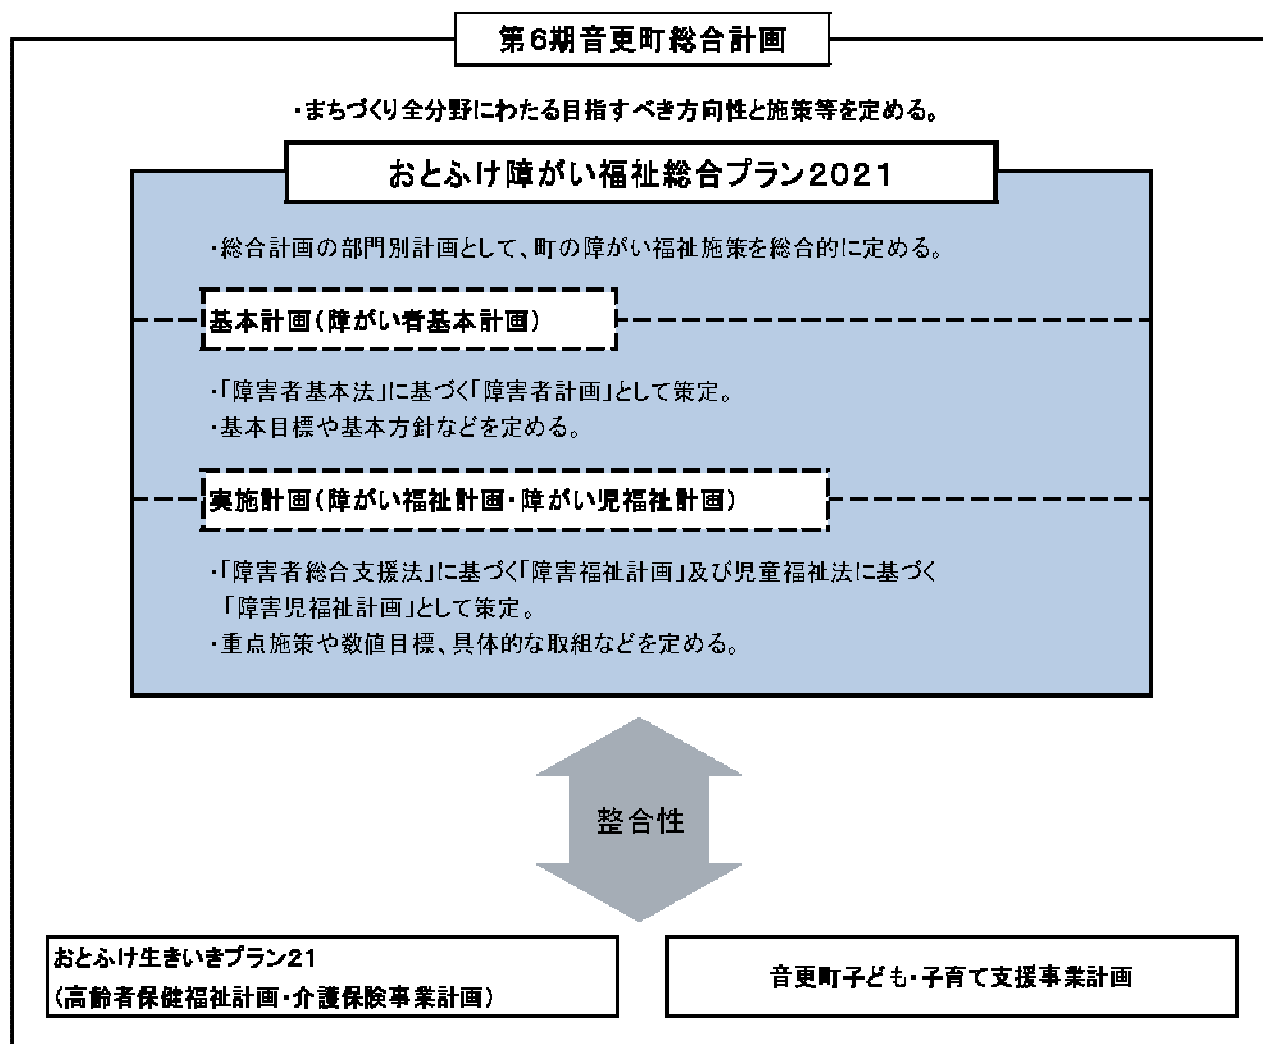 第6期音更町総合計画
・まちづくり全分野にわたる目指すべき方向性と施策等を定める。
おとふけ障がい福祉総合プラン2021
・総合計画の部門別計画として、町の障がい福祉施策を総合的に定める。
基本計画(障がい者基本計画)
・「障害者基本法」に基づく「障害者計画」として策定。
・基本目標や基本方針などを定める。
実施計画(障がい福祉計画・障がい児福祉計画)
・「障害者総合支援法」に基づく「障害福祉計画」及び児童福祉法に基づく
「障害児福祉計画」として策定。
・重点施策や数値目標、具体的な取組などを定める。
整合性
おとふけ生きいきプラン21
(高齢者保健福祉計画・介護保険事業計画)
音更町子ども・子育て支援事業計画